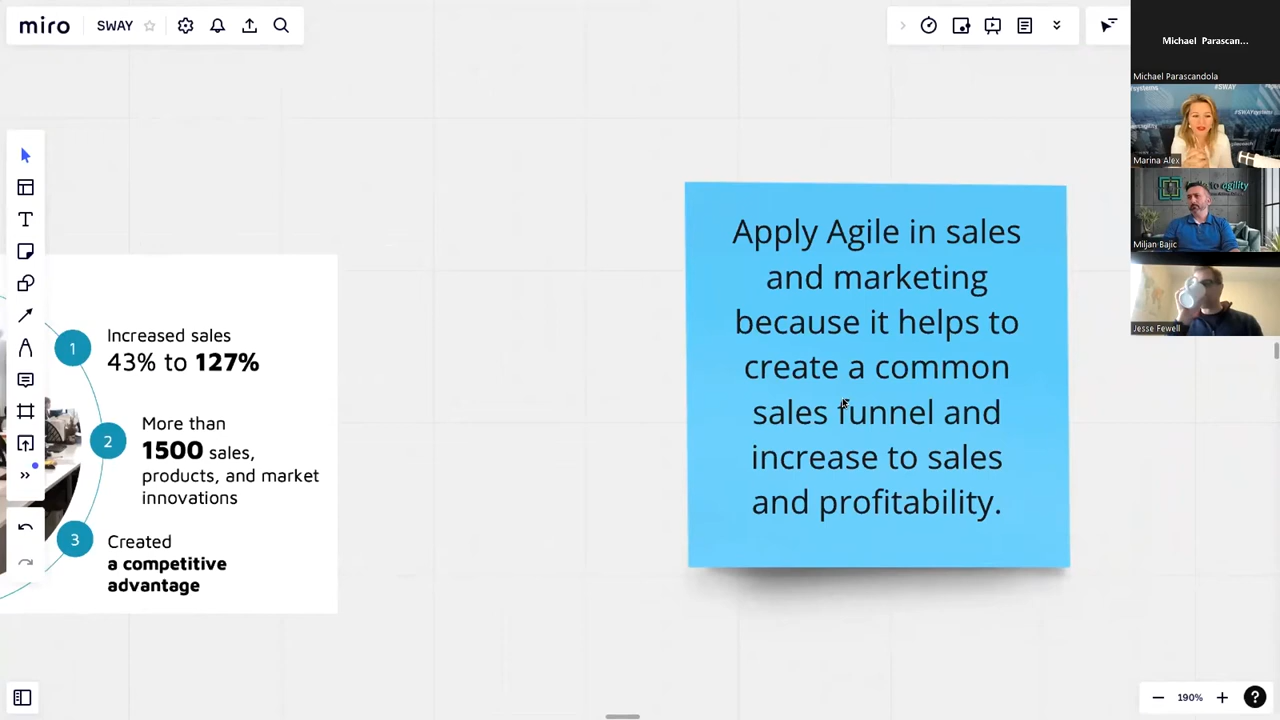 miro
SWAY
Michael Parascan...
Michael Parascandola
#SWAY
Marina Alex
Miljan Bajic
Jesse Fewell
1
Increased sales
43% to 127%
2
More than
1500 sales,
products, and market
innovations
3
Created
a competitive
advantage
Apply Agile in sales
and marketing
because it helps to
create a common
sales funnel and
increase to sales
and profitability.
190%
?